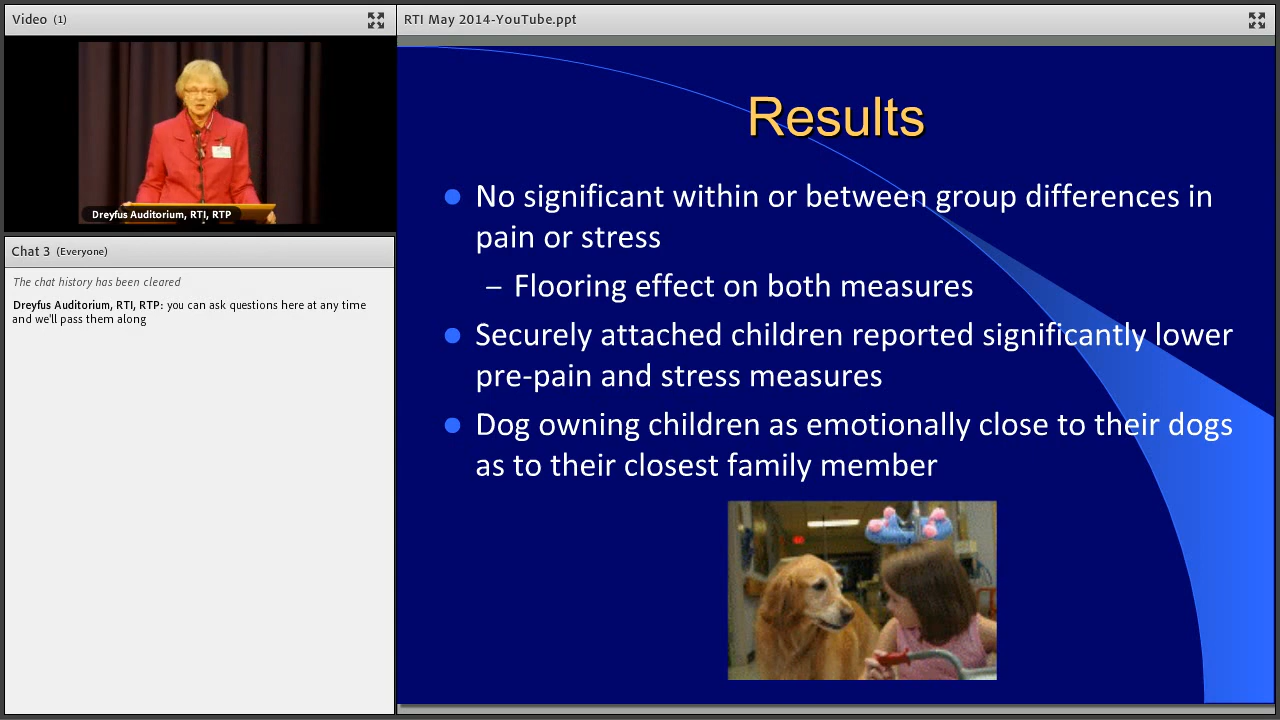 Video (1)
Dreyfus Auditorium, RTI, RTP
Chat 3 (Everyone)
The chat history has been cleared
Dreyfus Auditorium, RTI, RTP: you can ask questions here at any time
and we'll pass them along
RTI May 2014-YouTube.ppt
Results
No significant within or between group differences in
pain or stress
– Flooring effect on both measures
Securely attached children reported significantly lower
pre-pain and stress measures
Dog owning children as emotionally close to their dogs
as to their closest family member